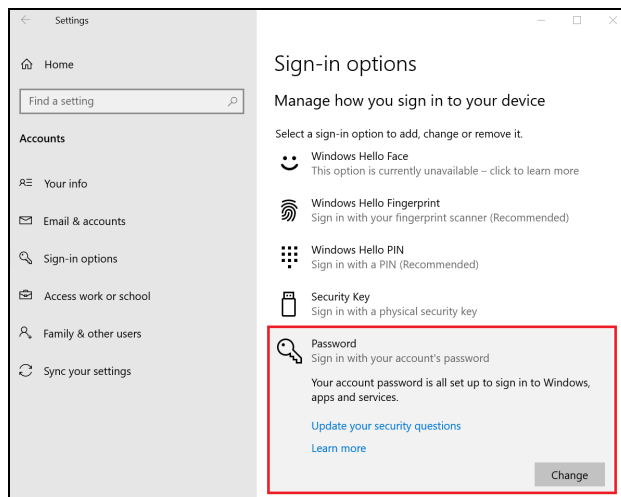 Settings
Home
Find a setting
Accounts
Your info
Email & accounts
Sign-in options
Access work or school
Family & other users
Sync your settings
Sign-in options
Manage how you sign in to your device
Select a sign-in option to add, change or remove it.
Windows Hello Face
This option is currently unavailable – click to learn more
Windows Hello Fingerprint
Sign in with your fingerprint scanner (Recommended)
Windows Hello PIN
Sign in with a PIN (Recommended)
Security Key
Sign in with a physical security key
Password
Sign in with your account's password
Your account password is all set up to sign in to Windows,
apps and services.
Update your security questions
Learn more
Change